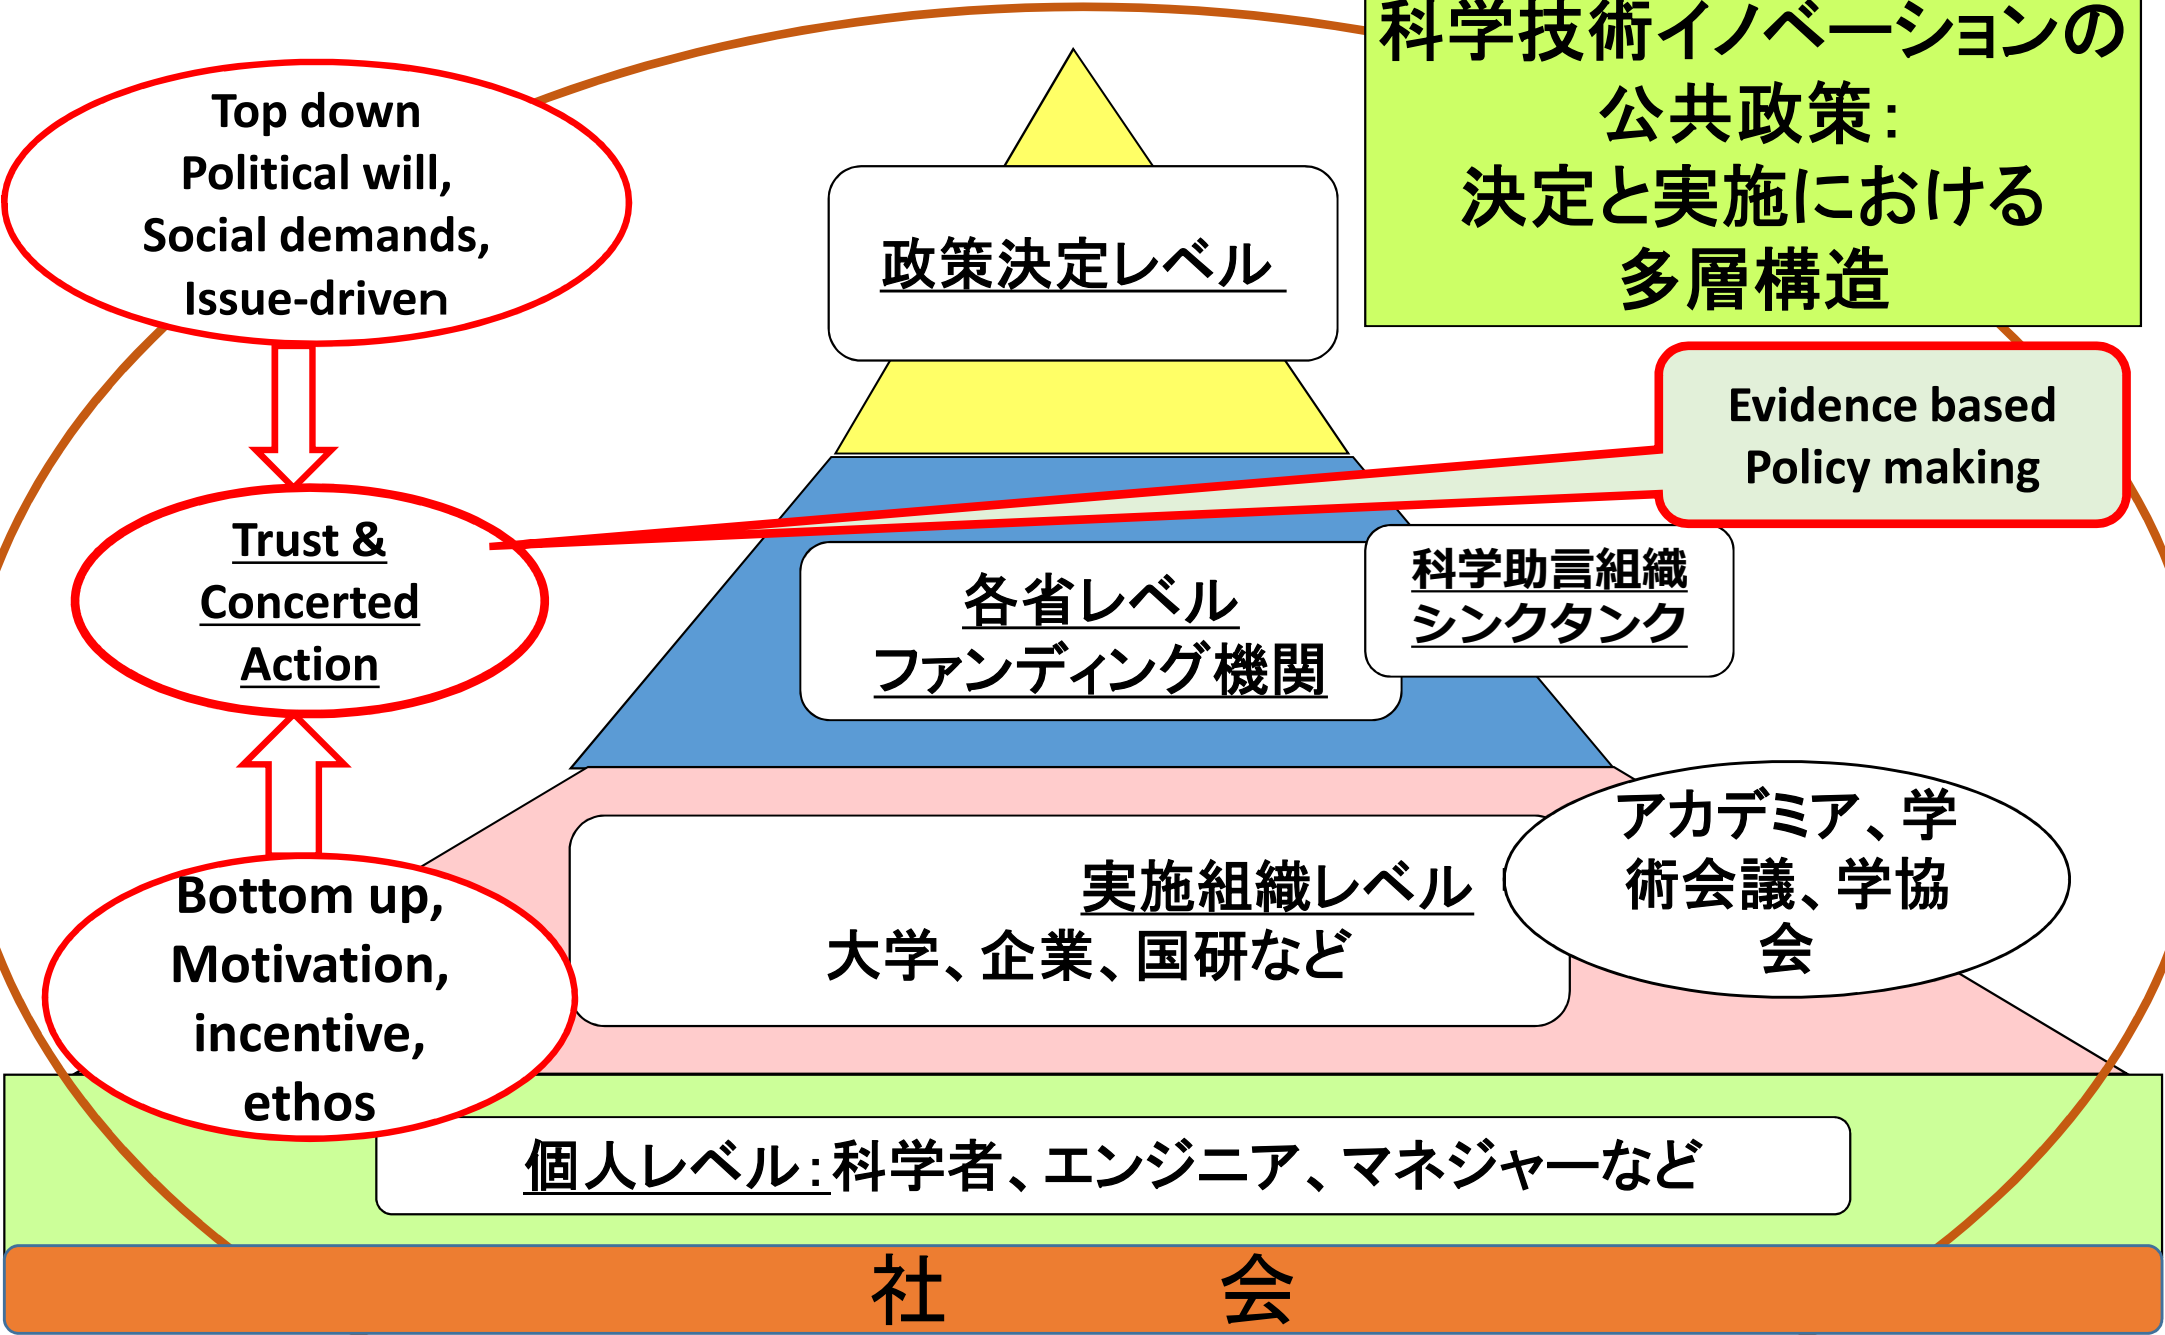 科学技術イノベーションの
公共政策：
決定と実施における
多層構造
Top down
Political will,
Social demands,
Issue-driven
政策決定レベル
Evidence based
Policy making
Trust &
Concerted
Action
各省レベル
ファンディング機関
科学助言組織
シンクタンク
Bottom up,
Motivation,
incentive,
ethos
実施組織レベル
大学、企業、国研など
アカデミア、学
術会議、学協
会
個人レベル：科学者、エンジニア、マネジャーなど
社　会